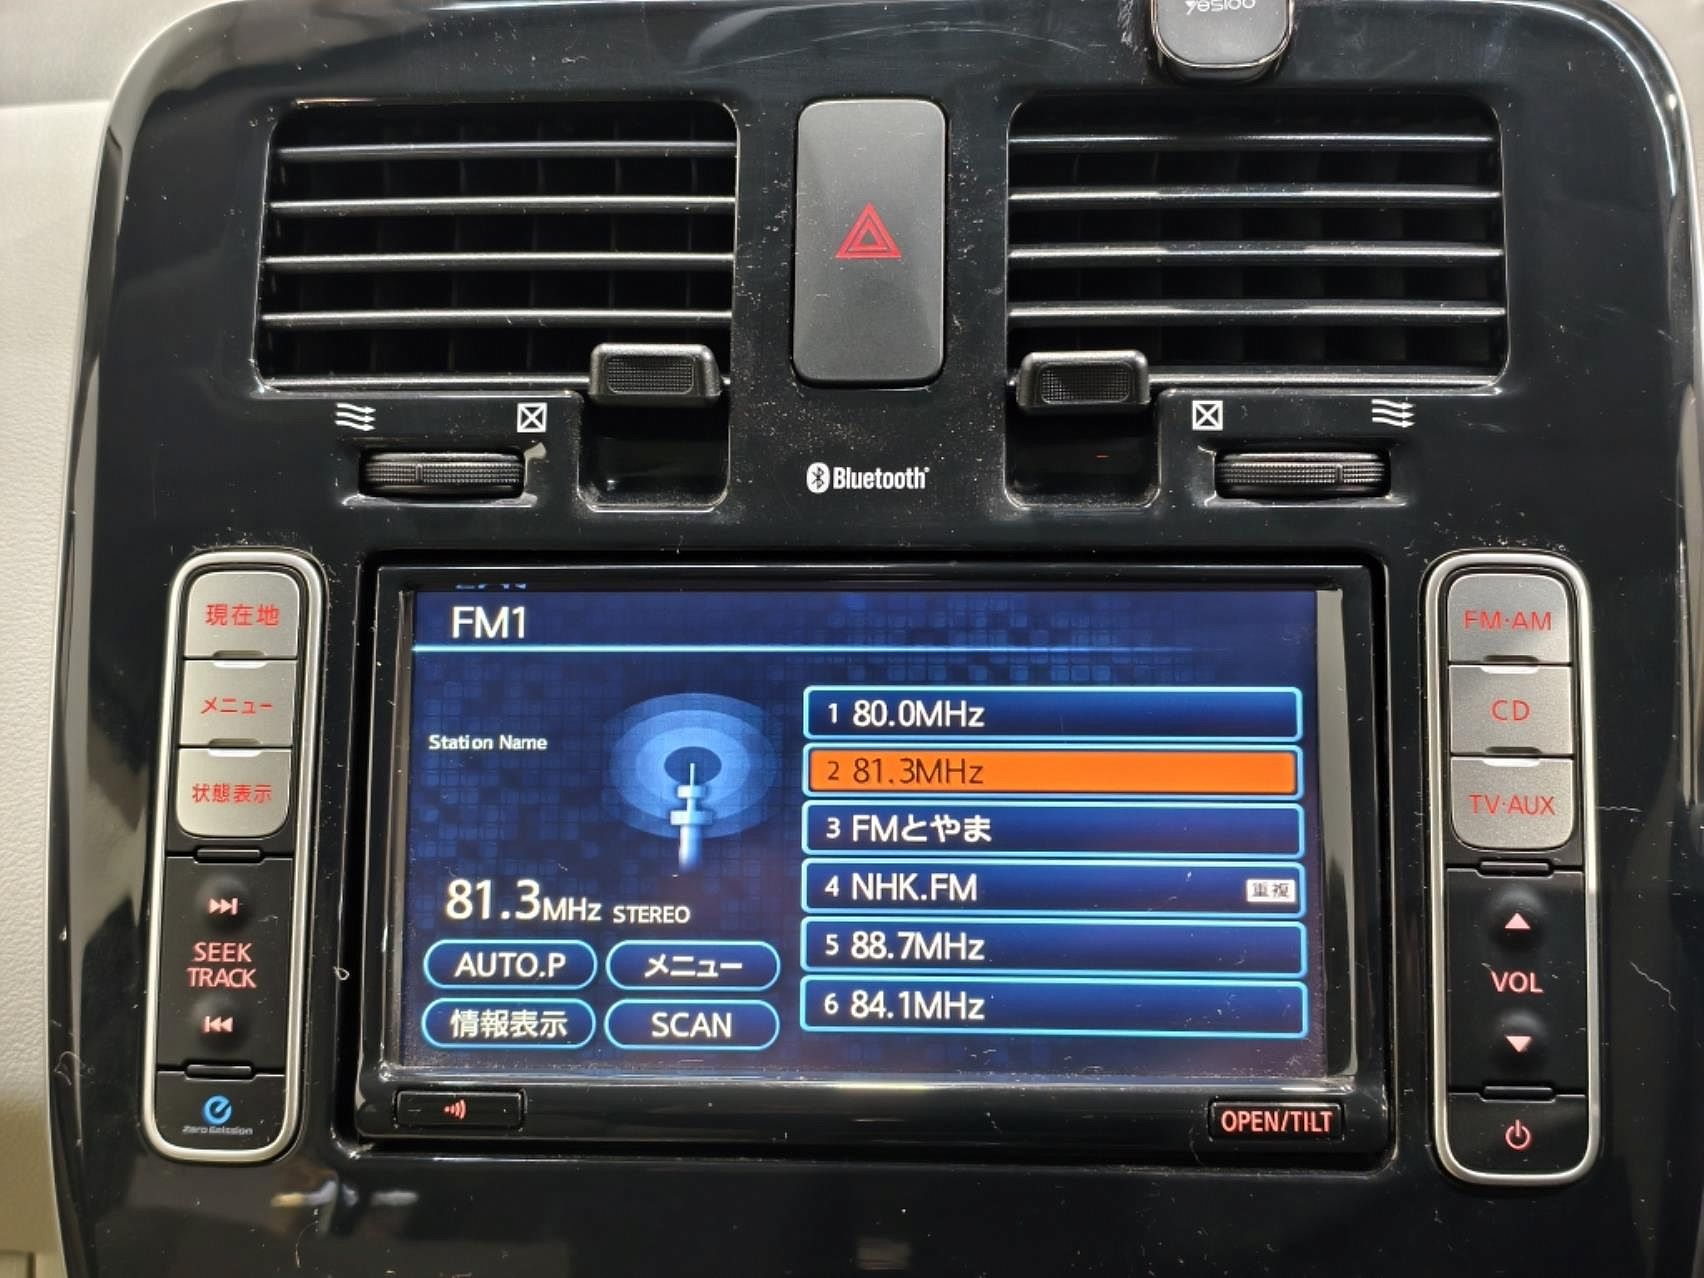 yesido
Bluetooth
現在地
メニュー
状態表示
SEEK
TRACK
Zero Emission
FM1
Station Name
81.3MHz STEREO
AUTO.P
メニュー
情報表示
SCAN
1 80.0MHz
2 81.3MHz
3 FMとやま
4 NHK.FM 重複
5 88.7MHz
6 84.1MHz
OPEN/TILT
FM·AM
CD
TV·AUX
VOL